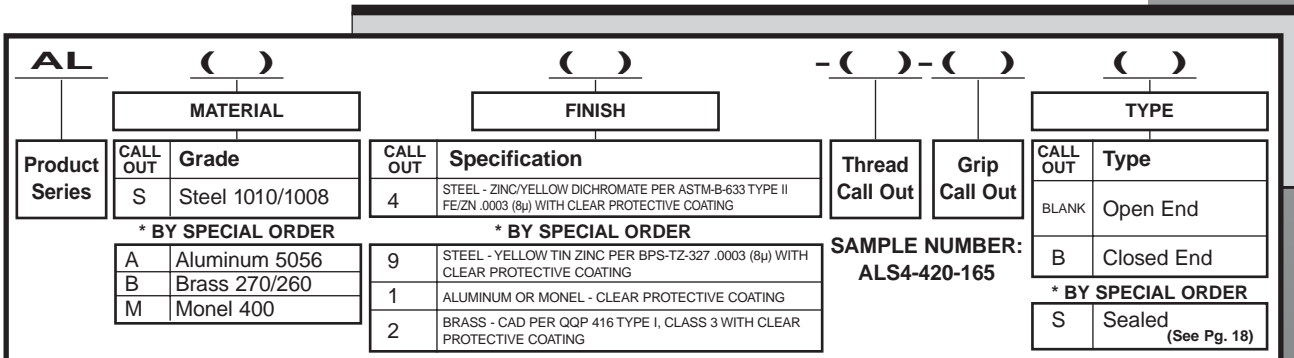 AL ( ) ( ) – ( ) – ( ) ( )
MATERIAL
FINISH
TYPE
Product Series
CALL OUT Grade
S Steel 1010/1008
* BY SPECIAL ORDER
A Aluminum 5056
B Brass 270/260
M Monel 400
CALL OUT Specification
4 STEEL - ZINC/YELLOW DICHROMATE PER ASTM-B-633 TYPE II
FE/ZN .0003 (8µ) WITH CLEAR PROTECTIVE COATING
* BY SPECIAL ORDER
9 STEEL - YELLOW TIN ZINC PER BPS-TZ-327 .0003 (8µ) WITH
CLEAR PROTECTIVE COATING
1 ALUMINUM OR MONEL - CLEAR PROTECTIVE COATING
2 BRASS - CAD PER QQP 416 TYPE I, CLASS 3 WITH CLEAR
PROTECTIVE COATING
Thread
Call Out
Grip
Call Out
SAMPLE NUMBER:
ALS4-420-165
CALL OUT Type
BLANK Open End
B Closed End
* BY SPECIAL ORDER
S Sealed
(See Pg. 18)